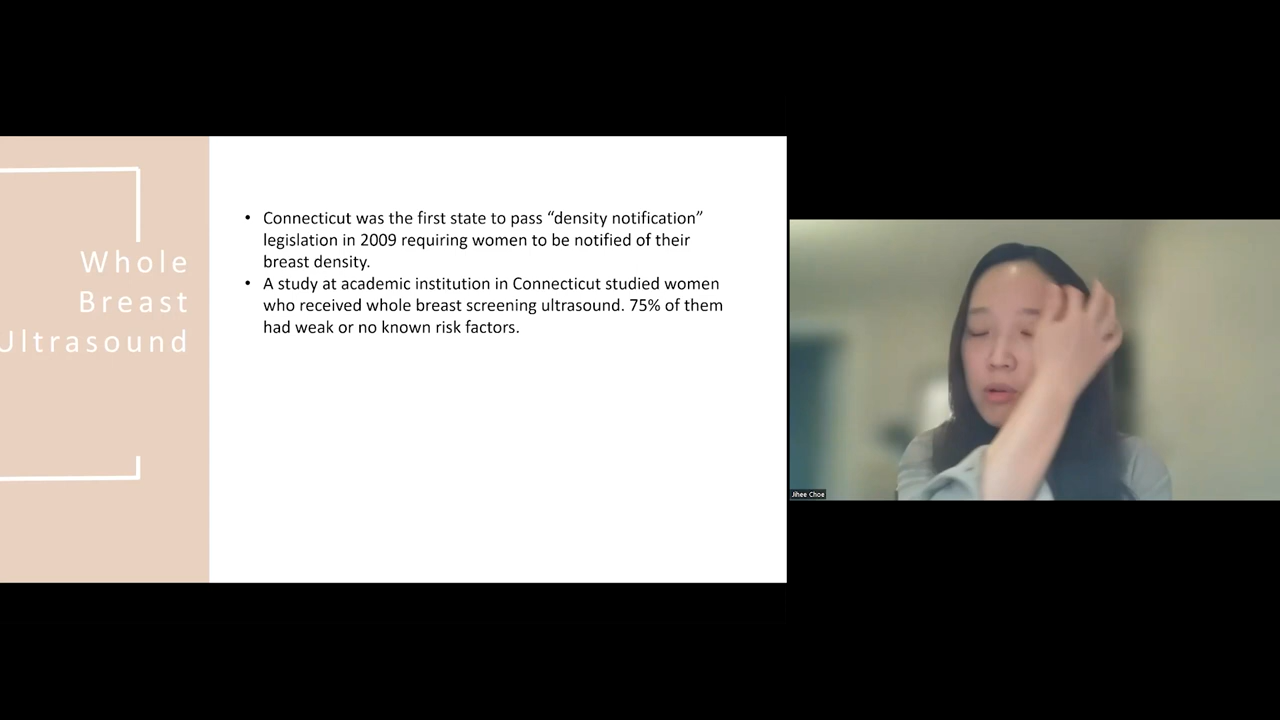 Whole
Breast
Ultrasound
• Connecticut was the first state to pass “density notification”
legislation in 2009 requiring women to be notified of their
breast density.
• A study at academic institution in Connecticut studied women
who received whole breast screening ultrasound. 75% of them
had weak or no known risk factors.
Jihee Choe